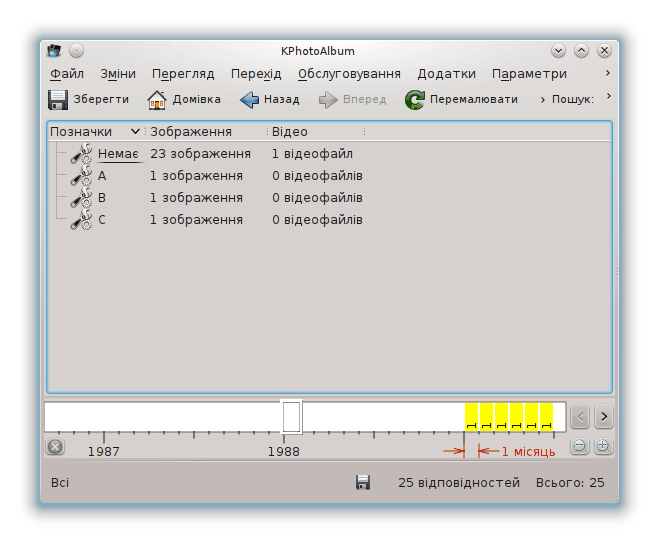 KPhotoAlbum
Файл Зміни Перегляд Перехід Обслуговування Додатки Параметри
Зберегти Домівка Назад Вперед Перемалювати Пошук:
Позначки Зображення Відео
Немає 23 зображення 1 відеофайл
A 1 зображення 0 відеофайлів
B 1 зображення 0 відеофайлів
C 1 зображення 0 відеофайлів
1 1 1 1 1 1
1987 1988 1 місяць
Всі 25 відповідностей Всього: 25